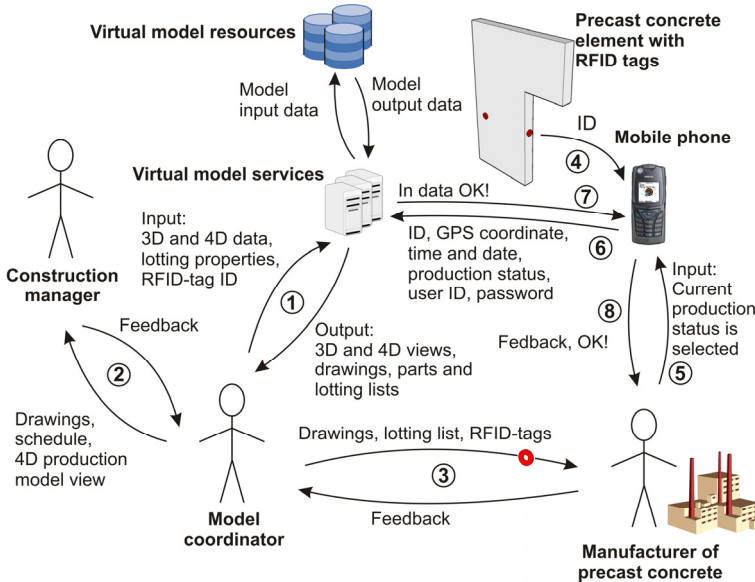 Virtual model resources
Precast concrete
element with
RFID tags
Model
input data
Model
output data
ID
④
Mobile phone
Virtual model services
In data OK!
⑦
Input:
3D and 4D data,
lotting properties,
RFID-tag ID
ID, GPS coordinate,
time and date,
production status,
user ID, password
⑥
Construction
manager
①
Input:
Current
production
status is
selected
⑧
Feedback
Fedback, OK!
⑤
②
Output:
3D and 4D views,
drawings, parts and
lotting lists
Drawings,
schedule,
4D production
model view
Drawings, lotting list, RFID-tags
③
Feedback
Model
coordinator
Manufacturer of
precast concrete